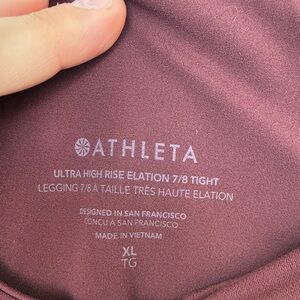 ATHLETA
ULTRA HIGH RISE ELATION 7/8 TIGHT
LEGGING 7/8 À TAILLE TRÈS HAUTE ELATION
DESIGNED IN SAN FRANCISCO
CONÇU À SAN FRANCISCO
MADE IN VIETNAM
XL
TG